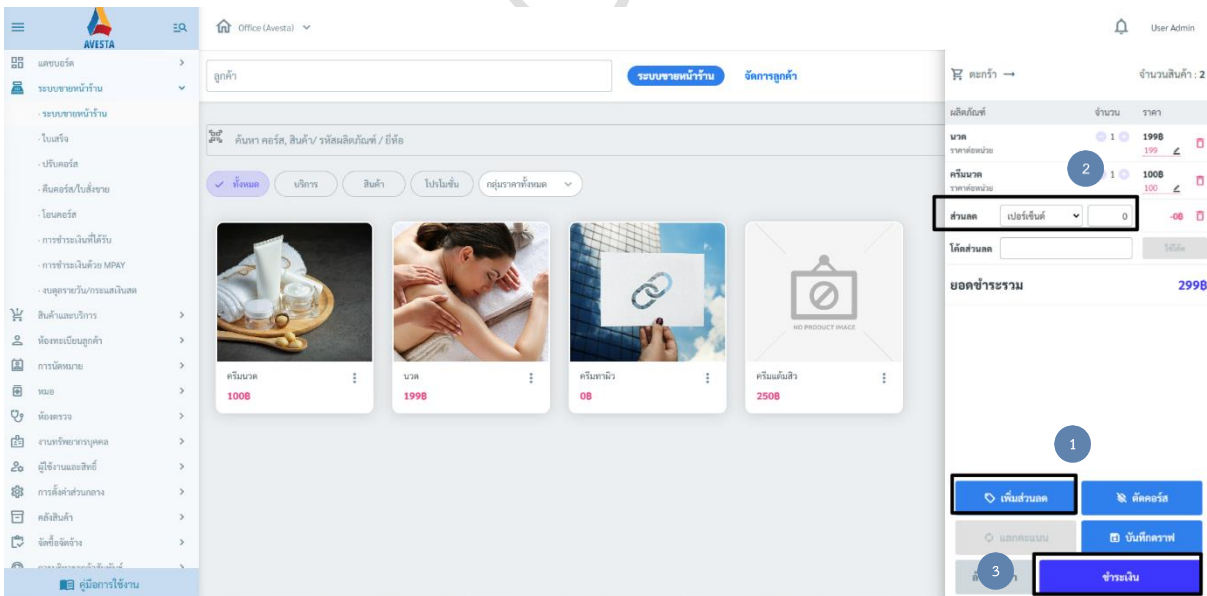 AVESTA
Office (Avesta)
User Admin
แดชบอร์ด
ระบบขายหน้าร้าน
· ระบบขายหน้าร้าน
· ใบเสร็จ
· ปรับคอร์ส
· คืนคอร์ส/ใบสั่งขาย
· โอนคอร์ส
· การชำระเงินที่ได้รับ
· การชำระเงินด้วย MPAY
· งบดุลรายวัน/กระแสเงินสด
สินค้าและบริการ
ห้องทะเบียนลูกค้า
การนัดหมาย
หมอ
ห้องตรวจ
งานทรัพยากรบุคคล
ผู้ใช้งานและสิทธิ์
การตั้งค่าส่วนกลาง
คลังสินค้า
จัดซื้อจัดจ้าง
คู่มือการใช้งาน
ลูกค้า
ระบบขายหน้าร้าน
จัดการลูกค้า
ค้นหา คอร์ส, สินค้า/ รหัสผลิตภัณฑ์ / ยี่ห้อ
ทั้งหมด
บริการ
สินค้า
โปรโมชั่น
กลุ่มราคาทั้งหมด
ครีมนวด
100฿
นวด
199฿
ครีมทาผิว
0฿
NO PRODUCT IMAGE
ครีมแต้มสิว
250฿
ตะกร้า →
จำนวนสินค้า : 2
ผลิตภัณฑ์ จำนวน ราคา
นวด 1 199฿
ราคาต่อหน่วย 199
2
ครีมนวด 1 100฿
ราคาต่อหน่วย 100
ส่วนลด เปอร์เซ็นต์ 0 -0฿
โค้ดส่วนลด ใช้โค้ด
ยอดชำระรวม 299฿
1
เพิ่มส่วนลด
ตัดคอร์ส
แลกคะแนน
บันทึกดราฟ
3
ชำระเงิน